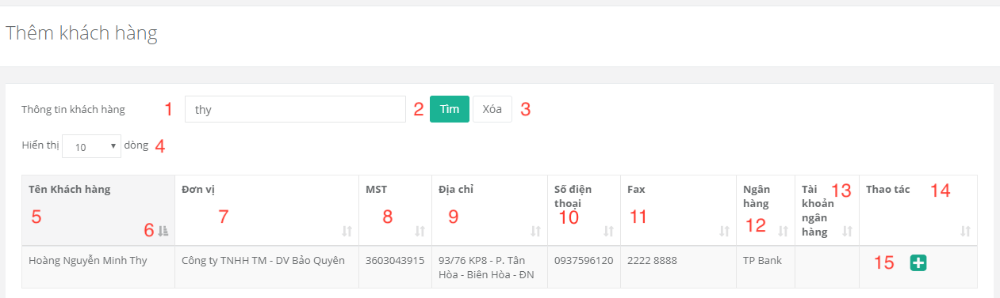 Thêm khách hàng
Thông tin khách hàng 1 thy 2 Tìm Xóa 3
Hiển thị 10 dòng 4
Tên Khách hàng Đơn vị MST Địa chỉ Số điện thoại Fax Ngân hàng Tài khoản ngân hàng 13 Thao tác 14
5 6 7 8 9 10 11 12
Hoàng Nguyễn Minh Thy Công ty TNHH TM - DV Bảo Quyên 3603043915 93/76 KP8 - P. Tân Hòa - Biên Hòa - ĐN 0937596120 2222 8888 TP Bank 15